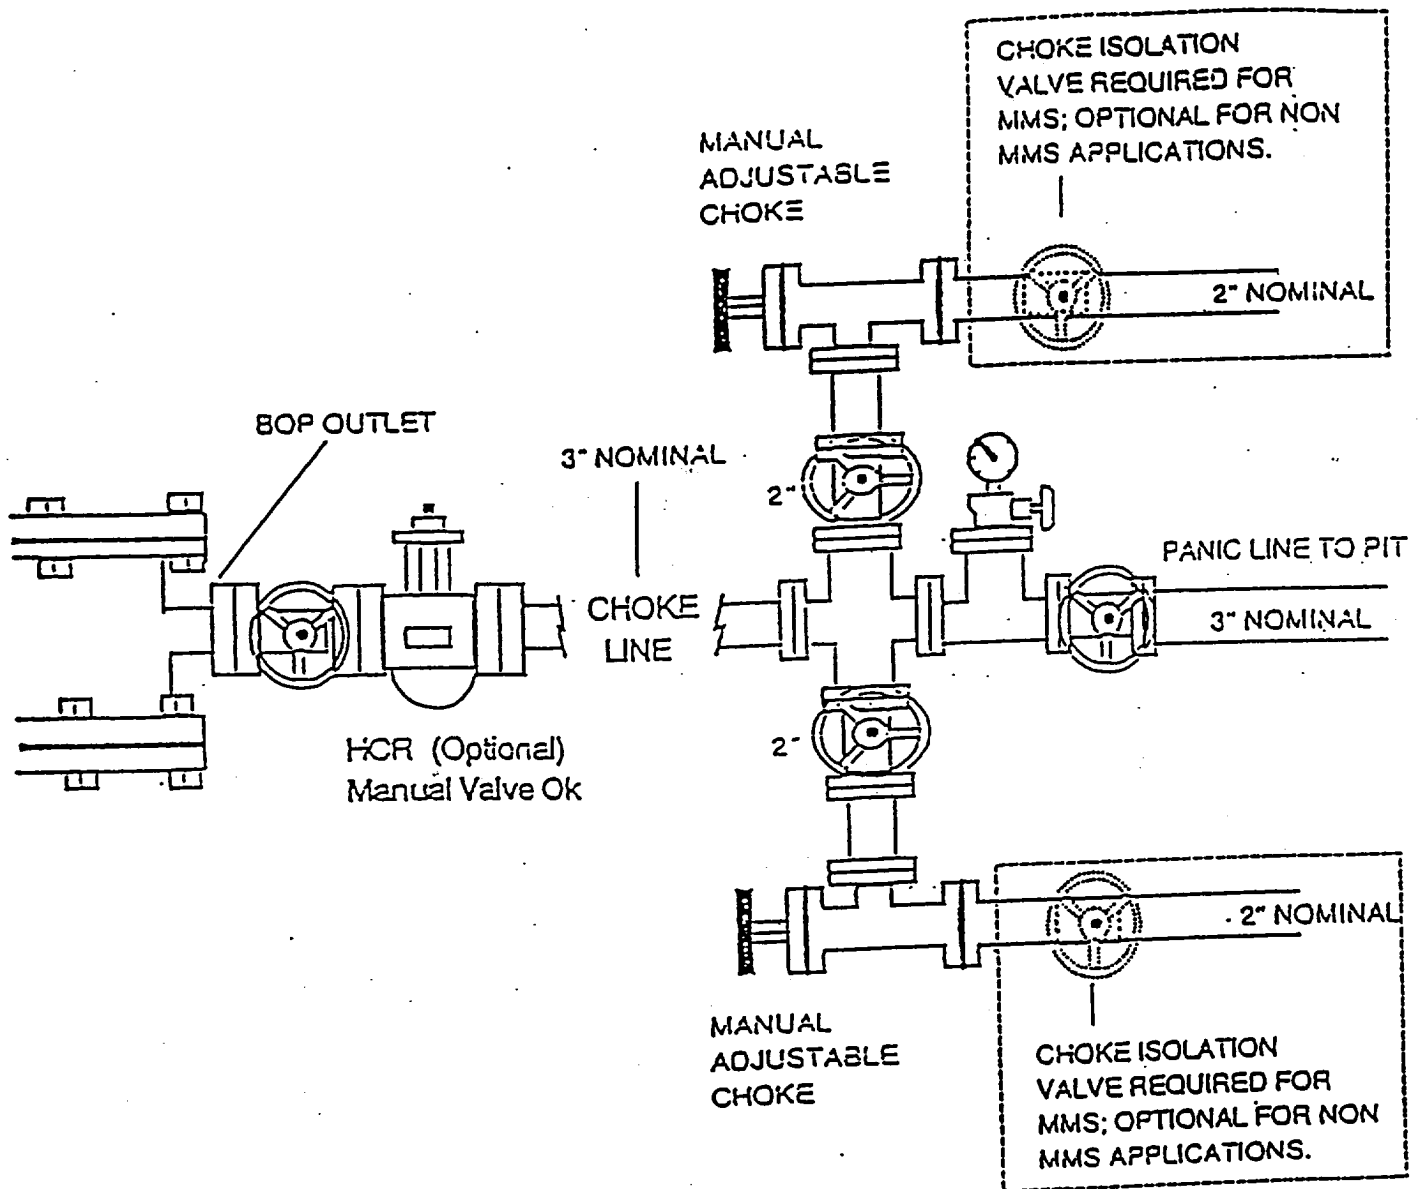 CHOKE ISOLATION
VALVE REQUIRED FOR
MMS; OPTIONAL FOR NON
MMS APPLICATIONS.
MANUAL
ADJUSTABLE
CHOKE
2" NOMINAL
BOP OUTLET
3" NOMINAL
2"
PANIC LINE TO PIT
CHOKE
LINE
3" NOMINAL
2"
HCR (Optional)
Manual Valve Ok
2" NOMINAL
MANUAL
ADJUSTABLE
CHOKE
CHOKE ISOLATION
VALVE REQUIRED FOR
MMS; OPTIONAL FOR NON
MMS APPLICATIONS.